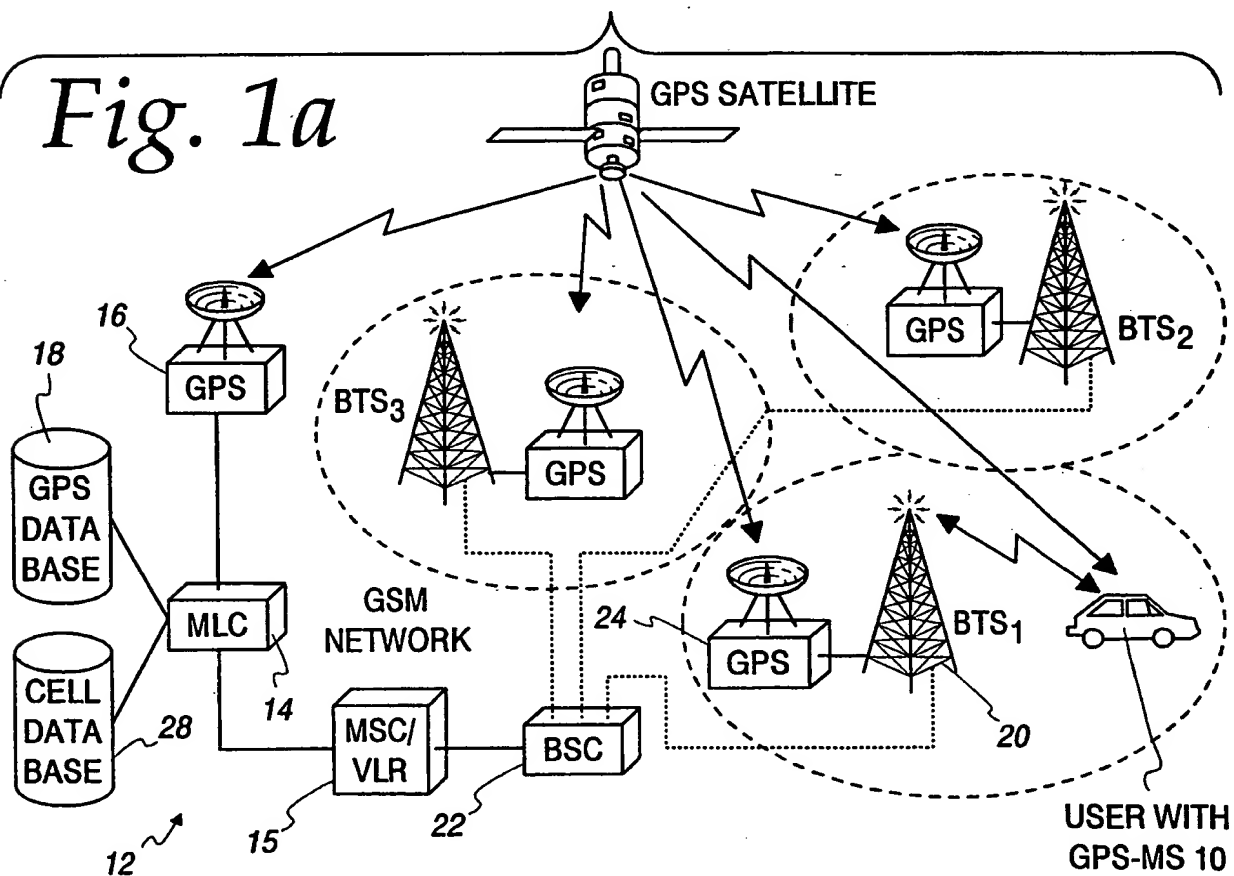 Fig. 1a
GPS SATELLITE
16
GPS
18
GPS
DATA
BASE
BTS3
GPS
GPS
BTS2
MLC
14
GSM
NETWORK
24
GPS
BTS1
20
CELL
DATA
BASE
28
MSC/
VLR
15
BSC
22
12
USER WITH
GPS-MS 10